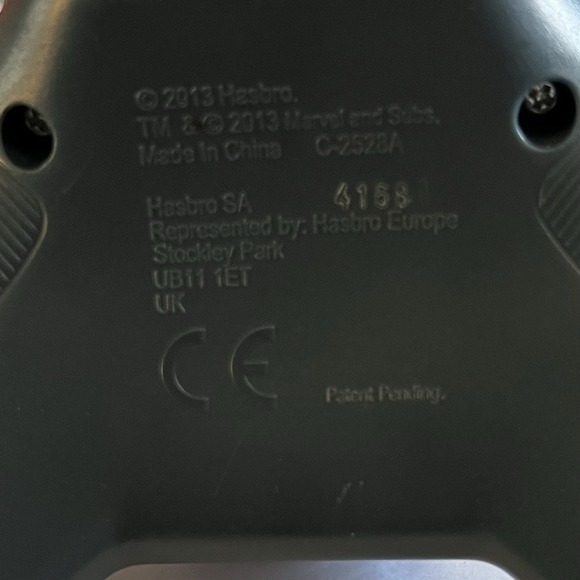 © 2013 Hasbro.
TM & © 2013 Marvel and Subs.
Made In China C-2528A
Hasbro SA
Represented by: Hasbro Europe
Stockley Park
UB11 1ET
UK
CE
Patent Pending.